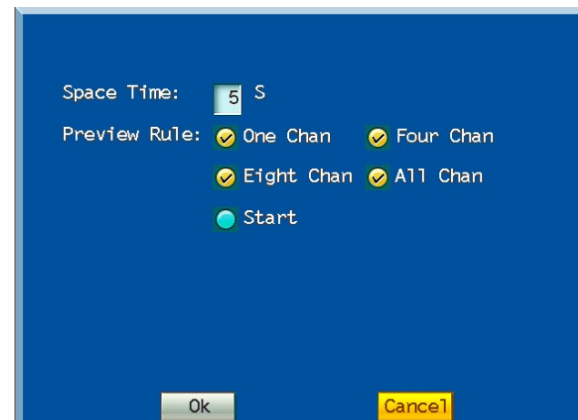 Space Time: 5 S
Preview Rule: One Chan Four Chan
Eight Chan All Chan
Start
Ok Cancel